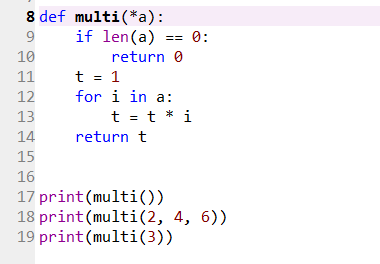 8 def multi(*a):
9     if len(a) == 0:
10         return 0
11     t = 1
12     for i in a:
13         t = t * i
14     return t
15
16
17 print(multi())
18 print(multi(2, 4, 6))
19 print(multi(3))